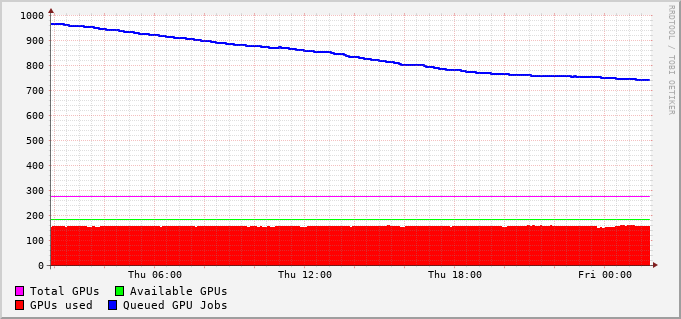 1000
900
800
700
600
500
400
300
200
100
0
Thu 06:00 Thu 12:00 Thu 18:00 Fri 00:00
Total GPUs Available GPUs
GPUs used Queued GPU Jobs
RRDTOOL / TOBI OETIKER